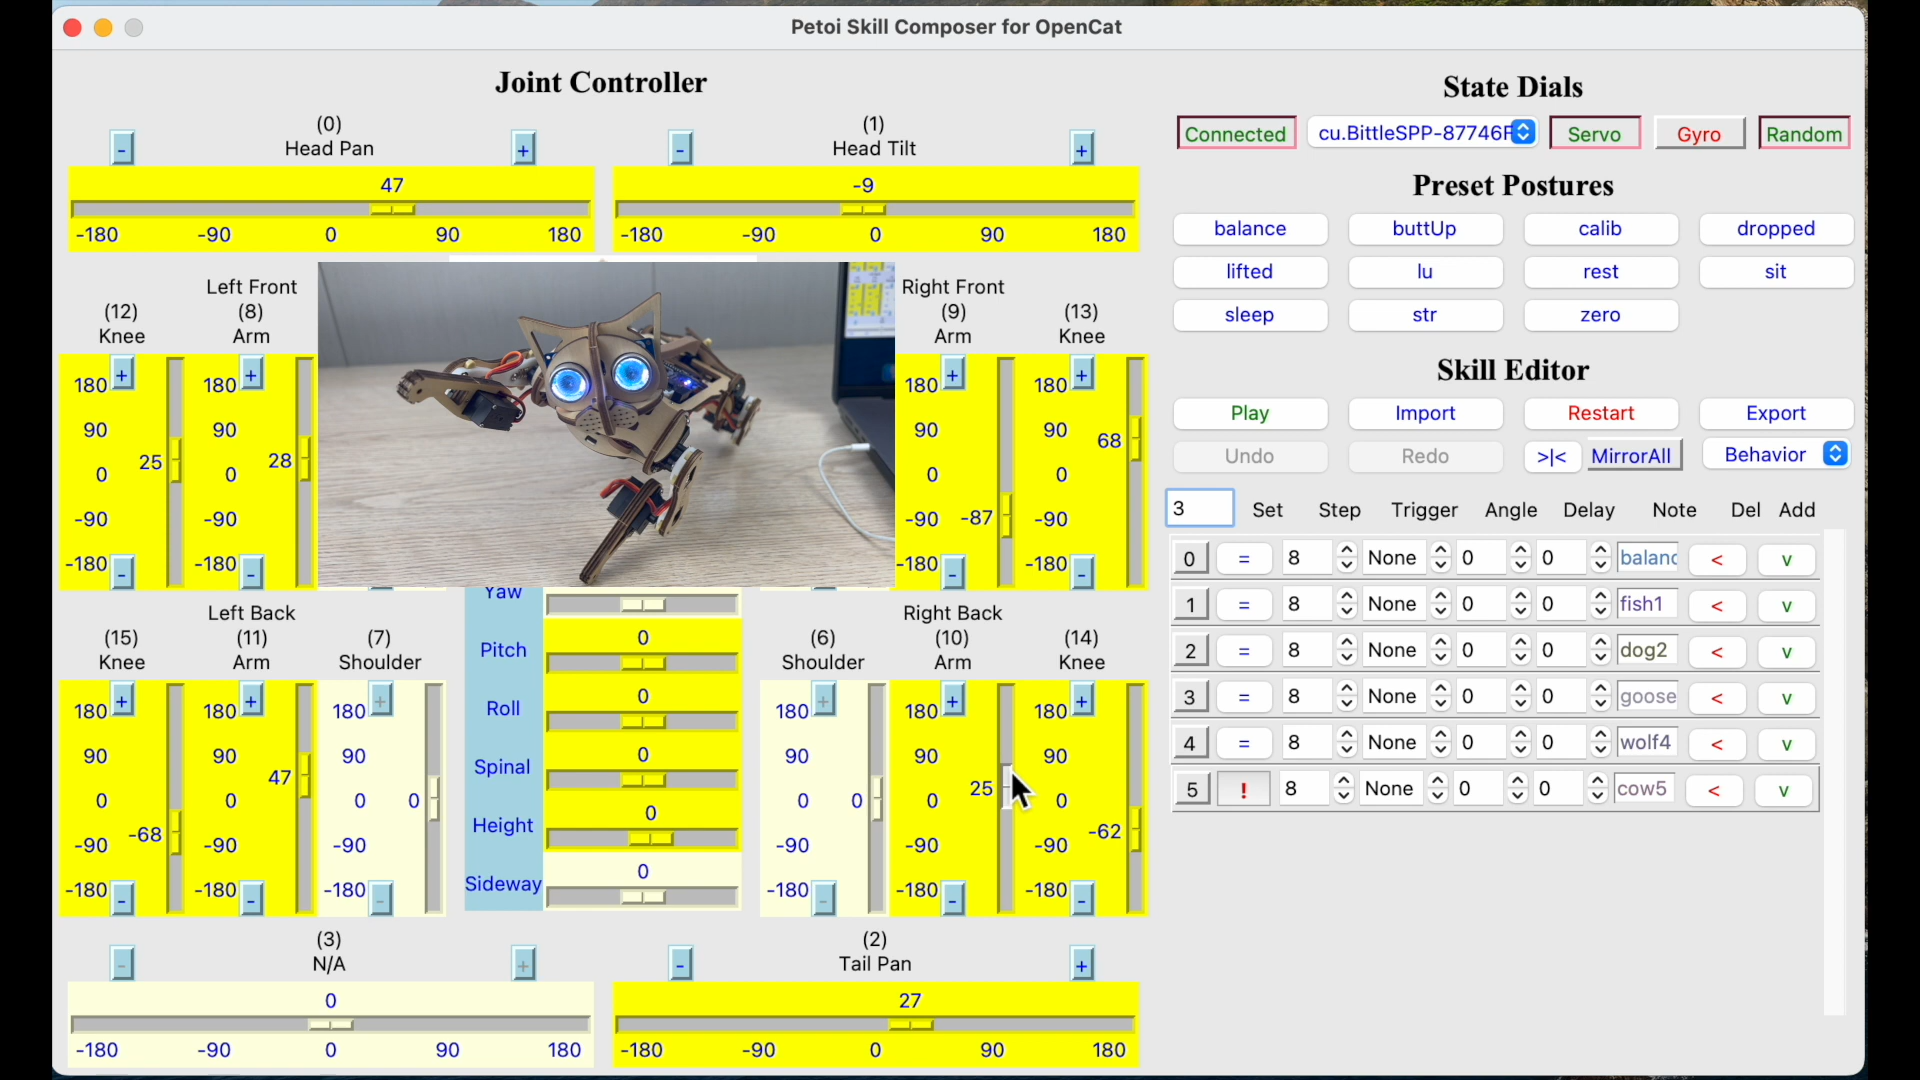 Petoi Skill Composer for OpenCat
Joint Controller
(0)
Head Pan
-
+
47
-180 -90 0 90 180
(1)
Head Tilt
-
+
-9
-180 -90 0 90 180
Left Front
(12) (8)
Knee Arm
180 + 180 +
90 90
25 28
0 0
-90 -90
-180 - -180 -
Right Front
(9) (13)
Arm Knee
180 + 180 +
90 90 68
0 0
-90 -87 -90
-180 - -180 -
Left Back
(15) (11) (7)
Knee Arm Shoulder
180 + 180 + 180 +
90 90 90
47
0 0 0 0
-68
-90 -90 -90
-180 - -180 - -180 -
Yaw
Pitch 0
Roll 0
Spinal 0
Height 0
Sideway 0
Right Back
(6) (10) (14)
Shoulder Arm Knee
180 + 180 + 180 +
90 90 90
25
0 0 0 0
-62
-90 -90 -90
-180 - -180 - -180 -
(3)
N/A
-
+
0
-180 -90 0 90 180
(2)
Tail Pan
-
+
27
-180 -90 0 90 180
State Dials
Connected cu.BittleSPP-87746F Servo Gyro Random
Preset Postures
balance buttUp calib dropped
lifted lu rest sit
sleep str zero
Skill Editor
Play Import Restart Export
Undo Redo >|< MirrorAll Behavior
3 Set Step Trigger Angle Delay Note Del Add
0 = 8 None 0 0 balanc < v
1 = 8 None 0 0 fish1 < v
2 = 8 None 0 0 dog2 < v
3 = 8 None 0 0 goose < v
4 = 8 None 0 0 wolf4 < v
5 ! 8 None 0 0 cow5 < v